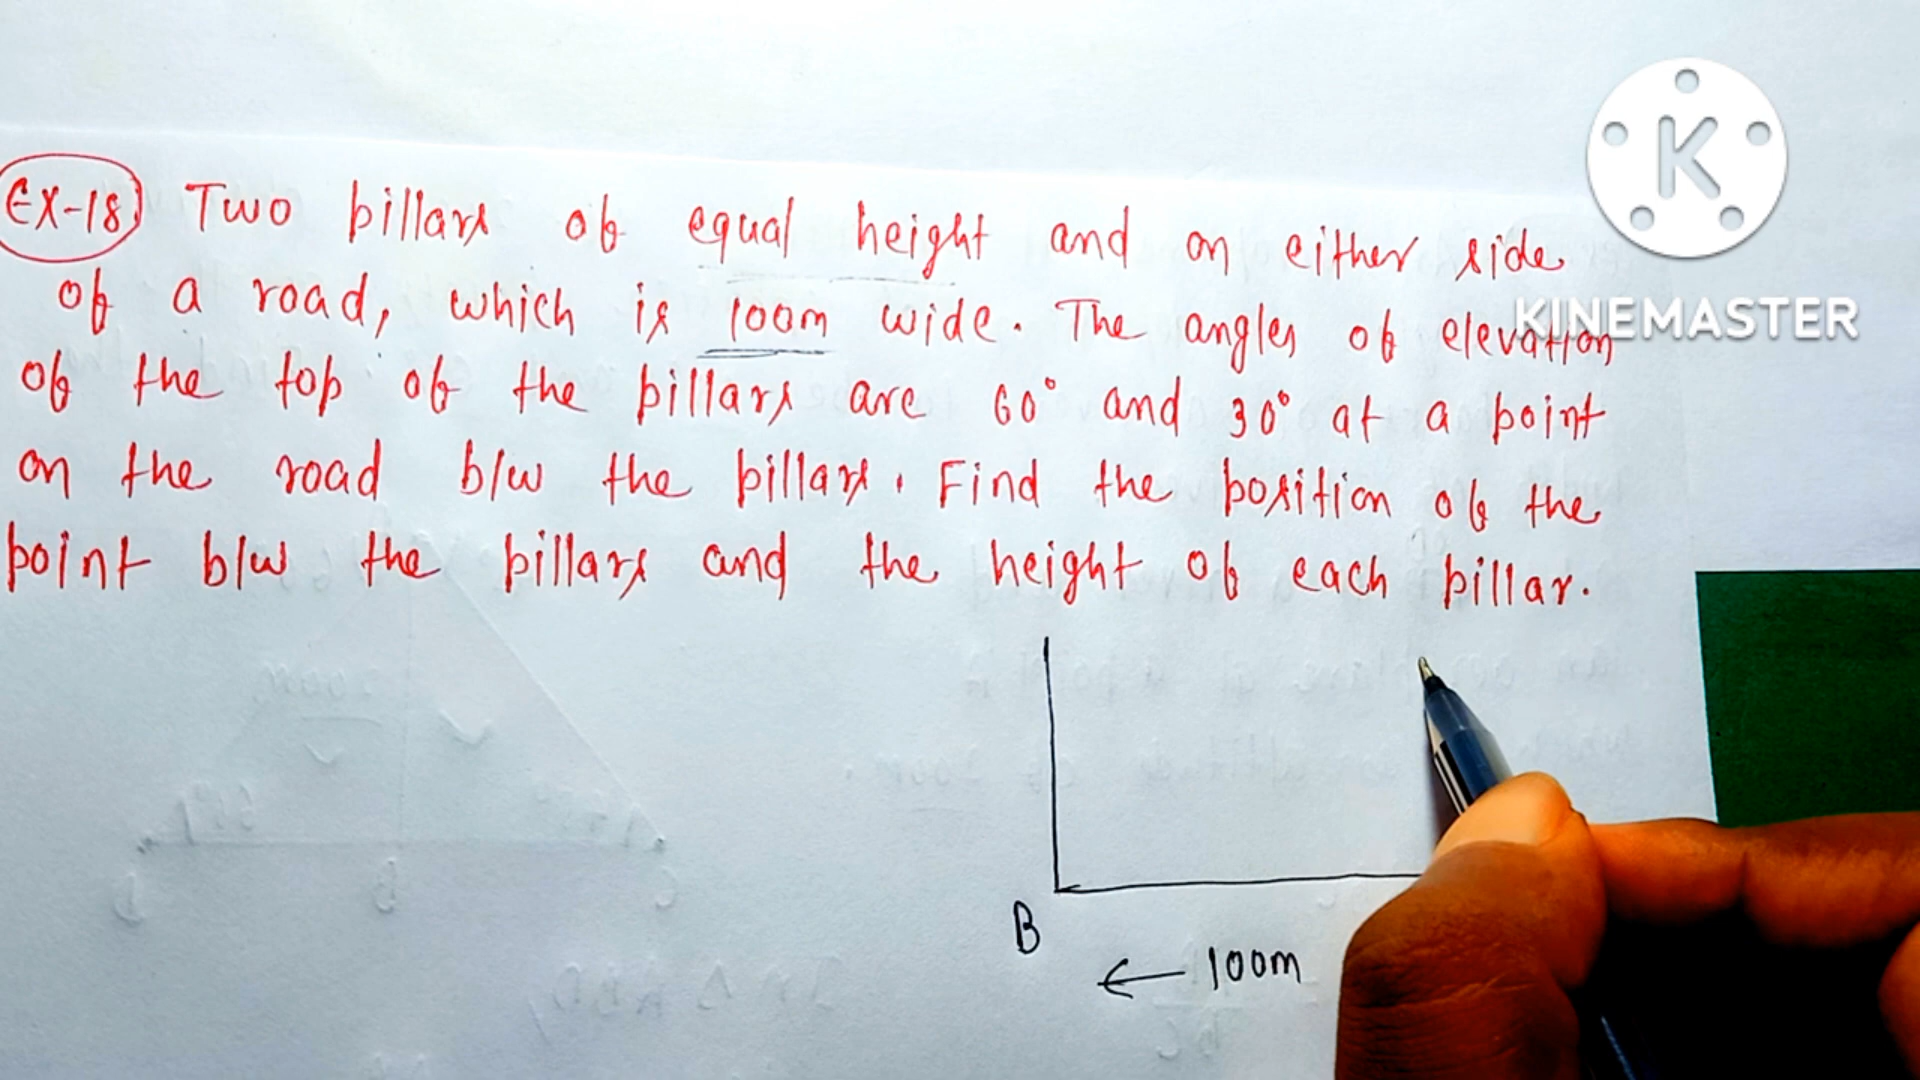 EX-18) Two pillars of equal height and on either side
of a road, which is 100m wide. The angles of elevation
of the top of the pillars are 60° and 30° at a point
on the road b/w the pillars. Find the position of the
point b/w the pillars and the height of each pillar.
B
← 100m
K
KINEMASTER